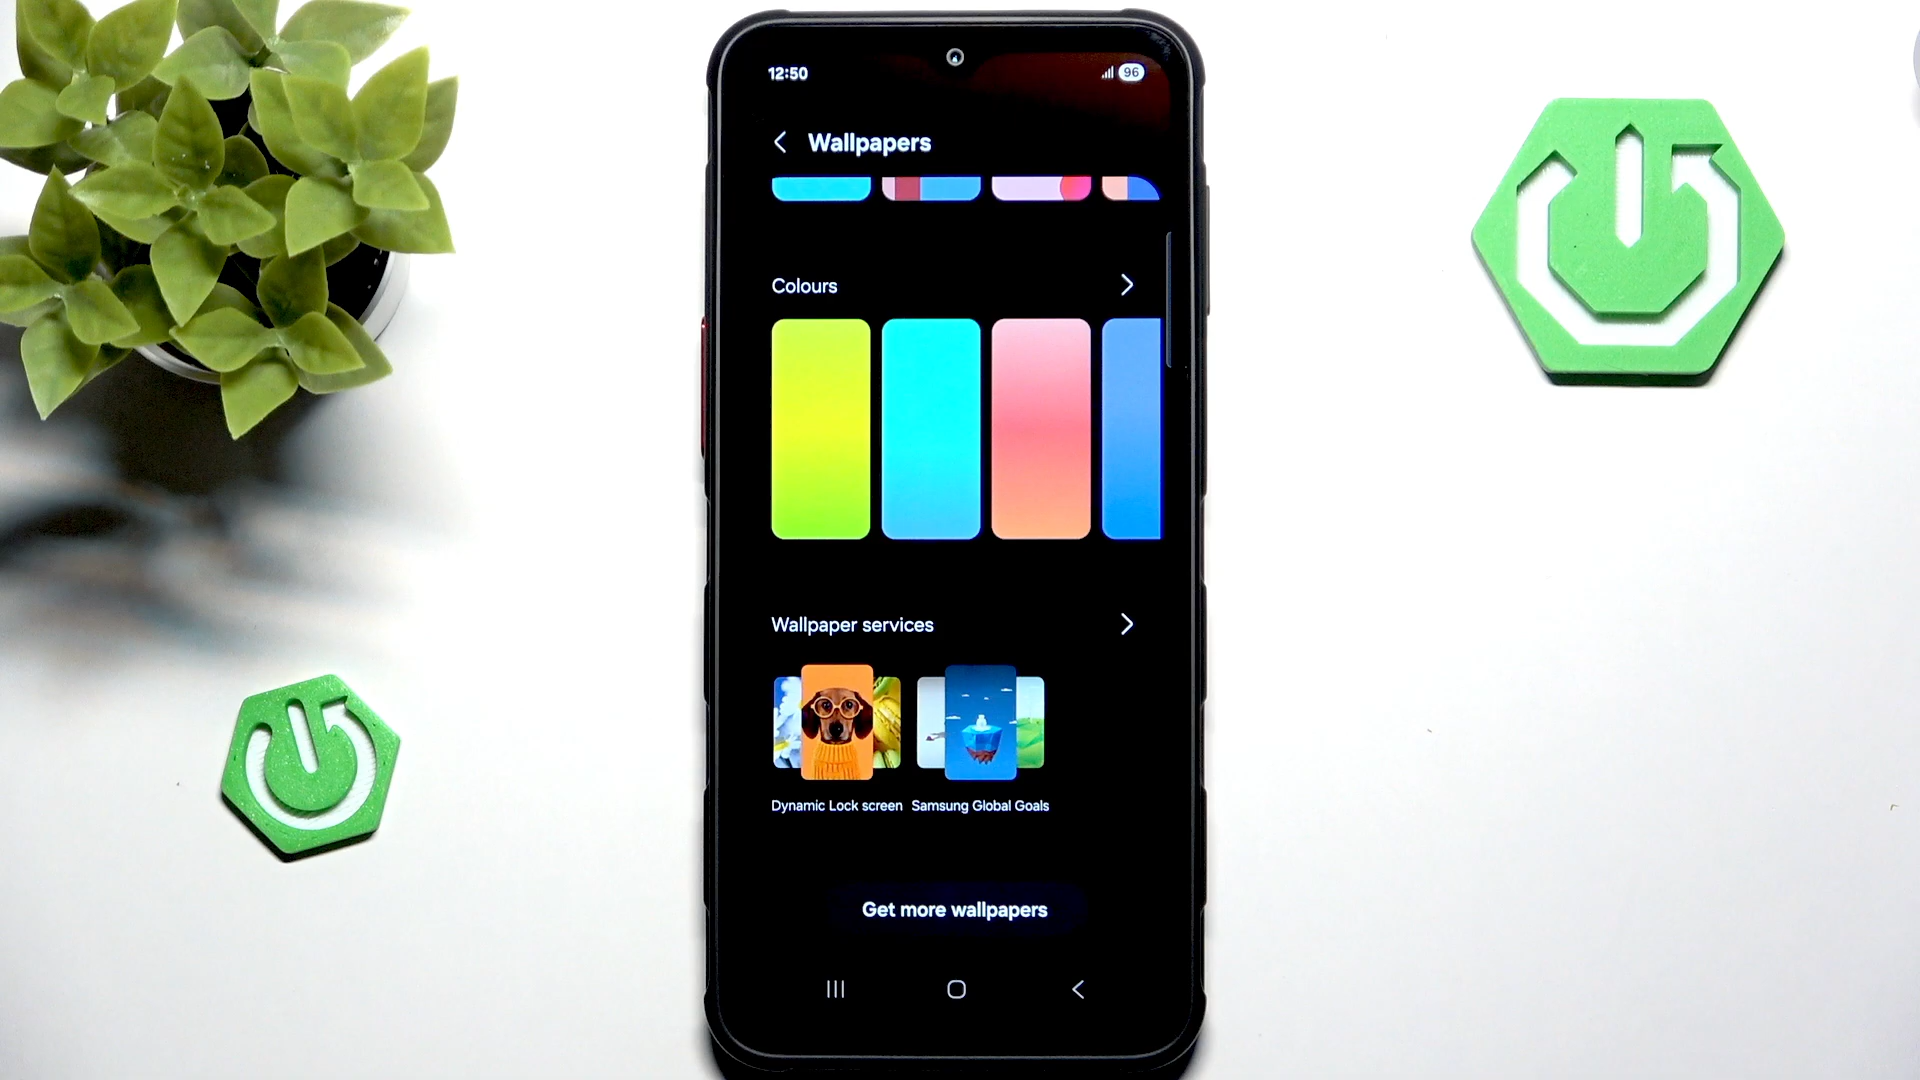 12:50
96
Wallpapers
Colours
Wallpaper services
Dynamic Lock screen
Samsung Global Goals
Get more wallpapers